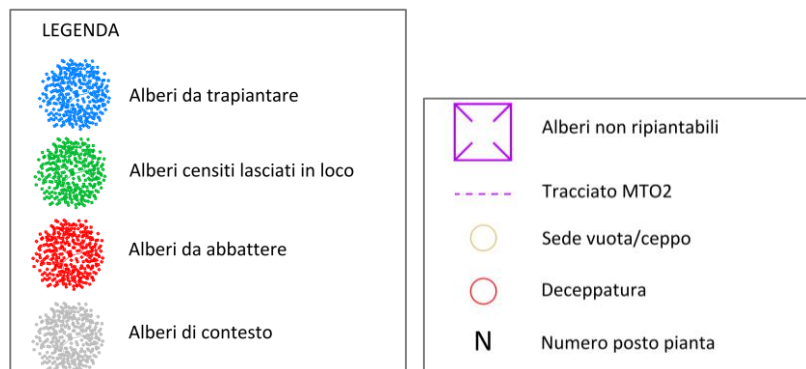 LEGENDA
Alberi da trapiantare
Alberi censiti lasciati in loco
Alberi da abbattere
Alberi di contesto
Alberi non ripiantabili
Tracciato MTO2
Sede vuota/ceppo
Deceppatura
N Numero posto pianta